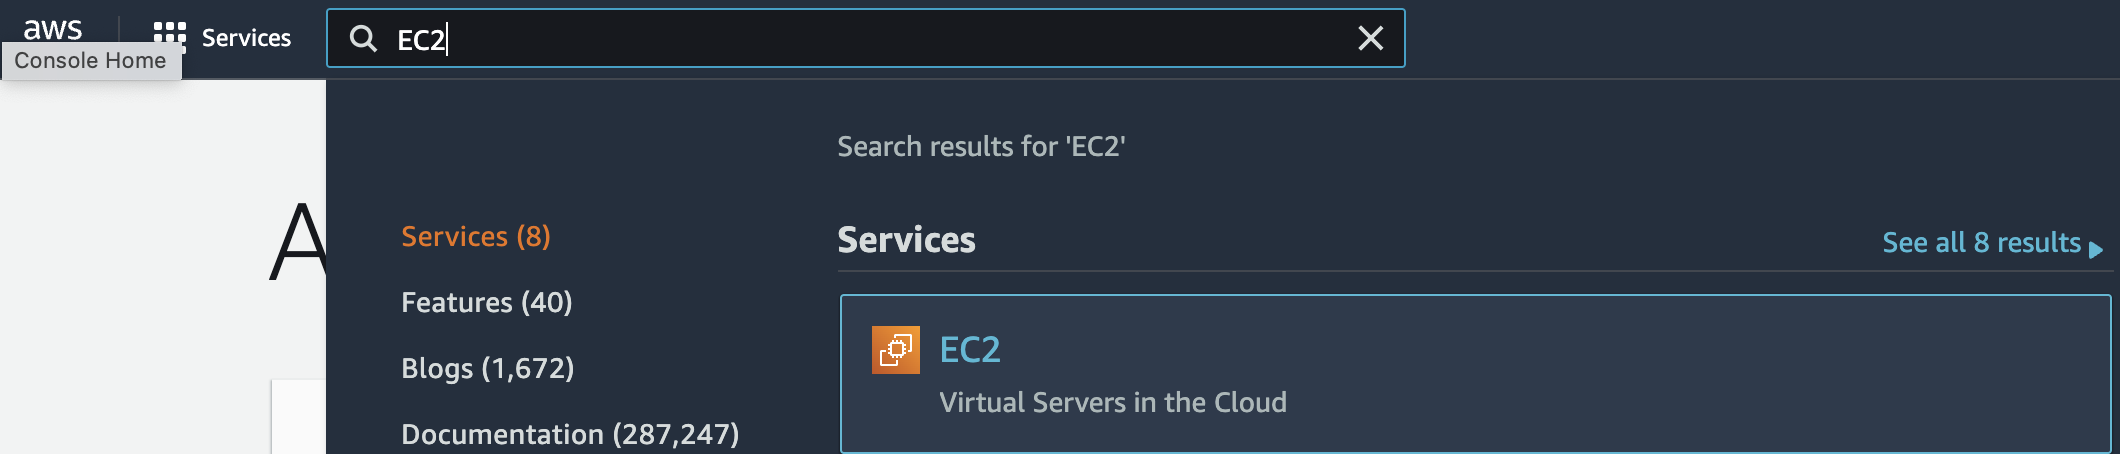 aws
Services
EC2
Console Home
Search results for 'EC2'
Services (8)
Features (40)
Blogs (1,672)
Documentation (287,247)
Services
See all 8 results
EC2
Virtual Servers in the Cloud
A